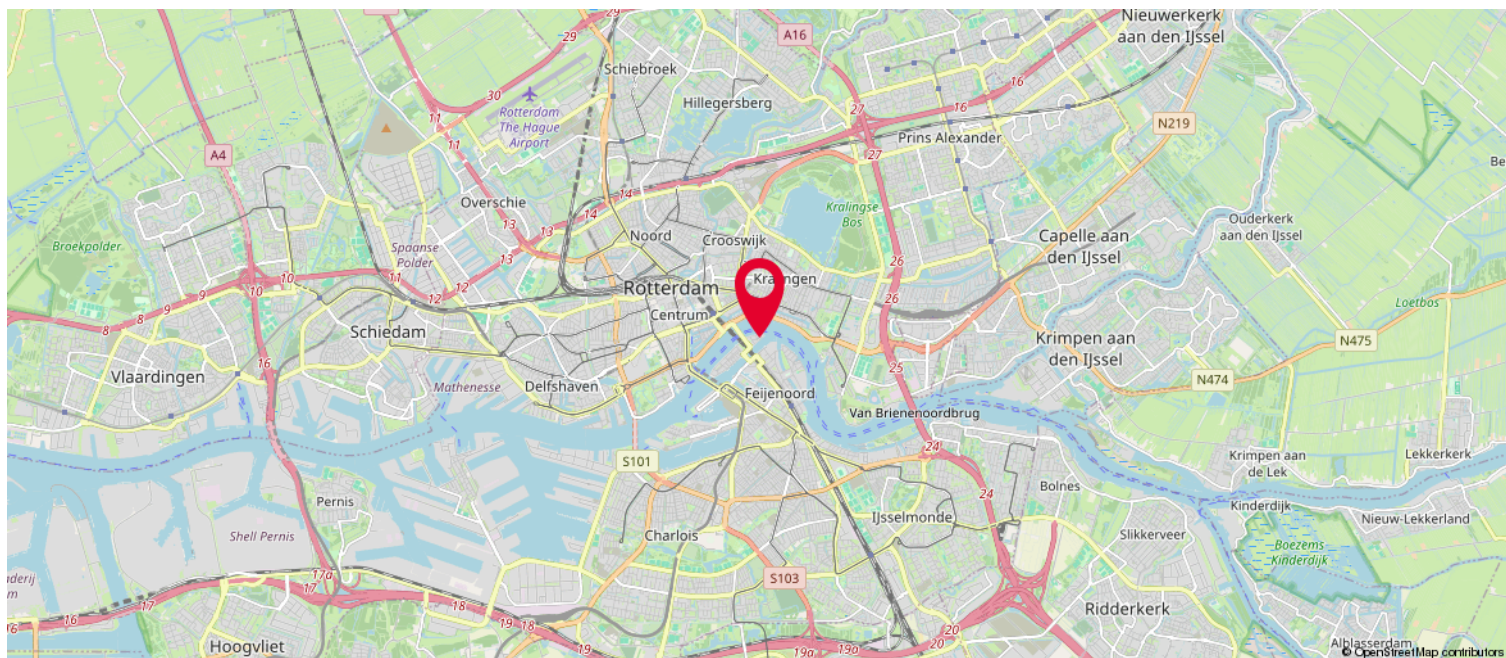 Nieuwerkerk
aan den IJssel
29
A16
29
Schiebroek
16
30
Hillegersberg
16
Rotterdam
The Hague
Airport
27
N219
11
11
Prins Alexander
27
A4
14
14
Overschie
Kralingse
Bos
13
13
Ouderkerk
aan den IJssel
Noord
Crooswijk
Capelle aan
den IJssel
Broekpolder
Spaanse
Polder
26
10
11
10
12
12
9
9
8
8
Rotterdam
Kralingen
26
Loetbos
Centrum
Schiedam
Krimpen aan
den IJssel
N475
16
25
Vlaardingen
Mathenesse
Delfshaven
N474
Feijenoord
Van Brienenoordbrug
24
S101
Krimpen aan
de Lek
Lekkerkerk
24
Bolnes
Pernis
Kinderdijk
Nieuw-Lekkerland
IJsselmonde
Shell Pernis
Charlois
Slikkerveer
Boezems
Kinderdijk
17a
S103
17
17
18
18
Ridderkerk
16
16
19
19
20
20
19a
19a
Hoogvliet
Alblasserdam
© OpenStreetMap contributors